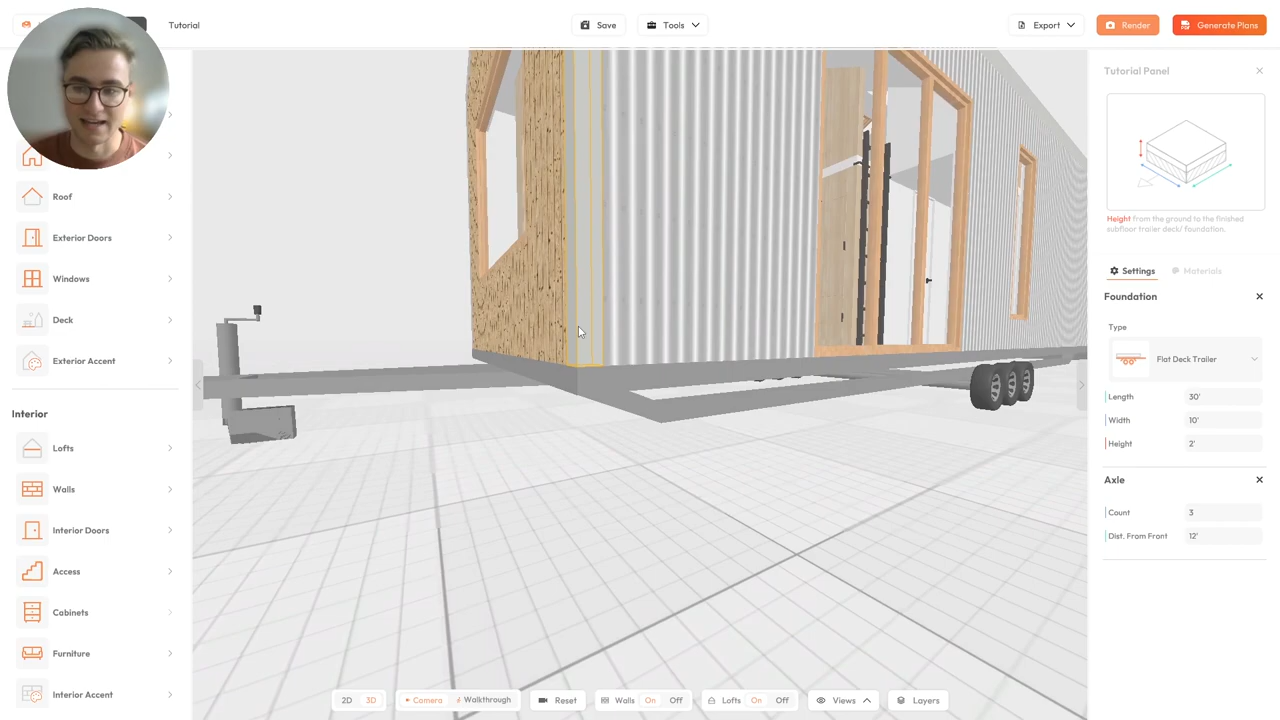 Tutorial
Save
Tools
Export
Render
Generate Plans
Roof
Exterior Doors
Windows
Deck
Exterior Accent
Interior
Lofts
Walls
Interior Doors
Access
Cabinets
Furniture
Interior Accent
2D
3D
Camera
Walkthrough
Reset
Walls
On
Off
Lofts
On
Off
Views
Layers
Tutorial Panel
Height from the ground to the finished
subfloor trailer deck/ foundation.
Settings
Materials
Foundation
Type
Flat Deck Trailer
Length
30'
Width
10'
Height
2'
Axle
Count
3
Dist. From Front
12'